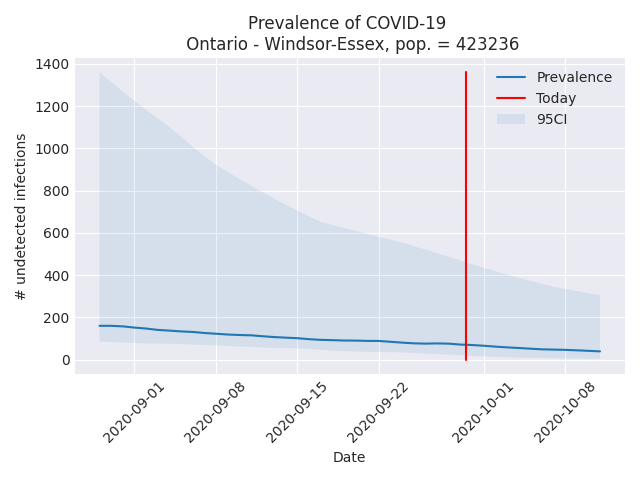 Prevalence of COVID-19
Ontario - Windsor-Essex, pop. = 423236
1400
1200
1000
800
600
400
200
0
# undetected infections
Prevalence
Today
95CI
2020-09-01
2020-09-08
2020-09-15
2020-09-22
2020-10-01
2020-10-08
Date